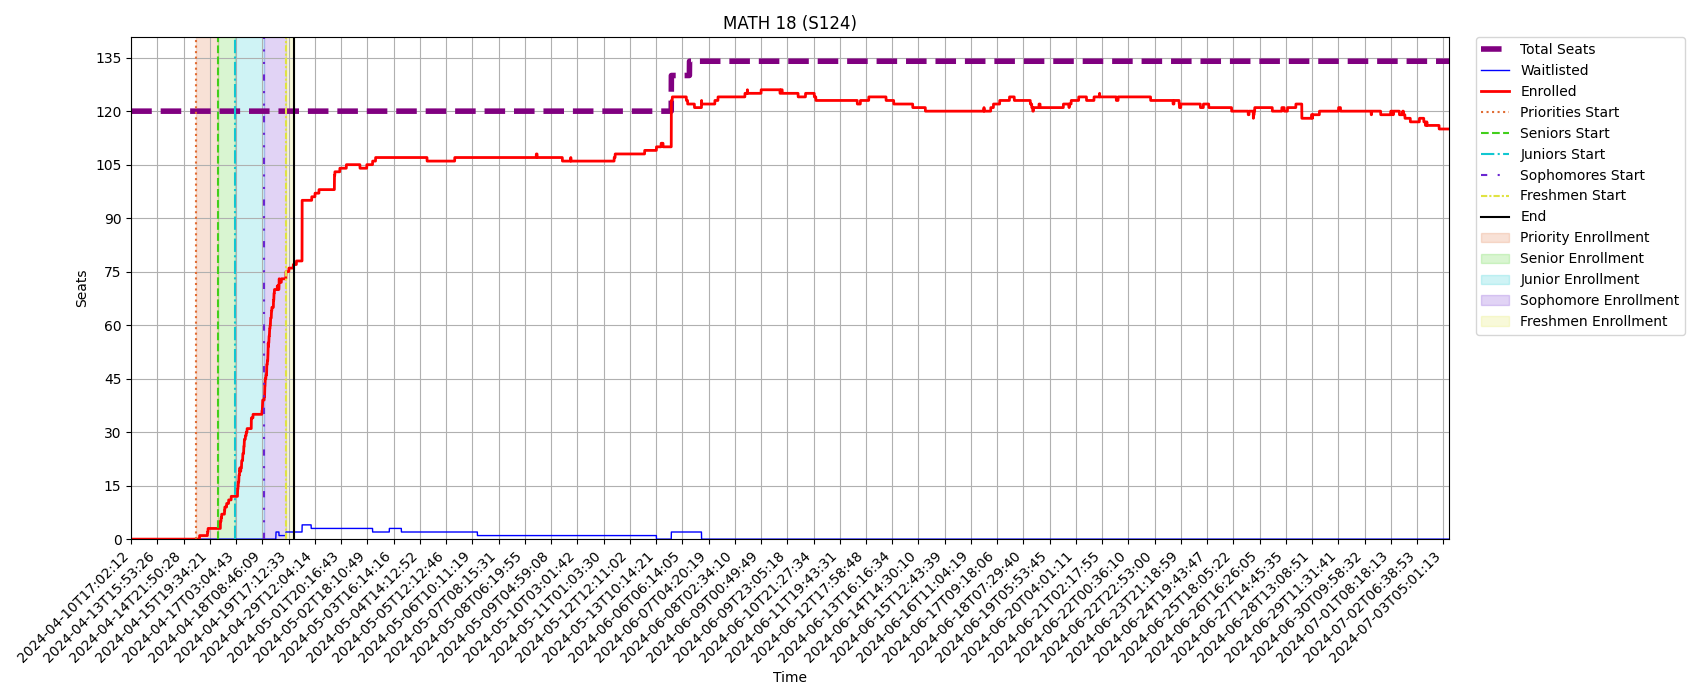 MATH 18 (S124)
Seats
135
120
105
90
75
60
45
30
15
0
2024-04-10T17:02:12
2024-04-13T15:53:26
2024-04-14T21:50:28
2024-04-15T19:34:21
2024-04-17T03:04:43
2024-04-18T08:46:09
2024-04-19T17:12:33
2024-04-29T12:04:14
2024-05-01T20:16:43
2024-05-02T18:10:49
2024-05-03T16:14:16
2024-05-04T14:12:52
2024-05-05T12:12:46
2024-05-07T10:11:19
2024-05-07T08:15:31
2024-05-08T06:19:55
2024-05-09T04:59:08
2024-05-10T03:01:42
2024-05-11T01:03:30
2024-05-12T12:11:02
2024-05-13T10:14:21
2024-06-06T06:14:05
2024-06-07T04:20:19
2024-06-08T02:34:10
2024-06-09T00:49:49
2024-06-09T23:05:18
2024-06-10T21:27:34
2024-06-11T19:43:31
2024-06-12T17:58:48
2024-06-13T16:16:34
2024-06-14T14:30:10
2024-06-15T12:43:39
2024-06-16T11:04:19
2024-06-17T09:18:06
2024-06-18T07:29:40
2024-06-19T05:53:45
2024-06-20T04:01:11
2024-06-21T02:17:55
2024-06-22T00:36:10
2024-06-22T22:53:00
2024-06-23T21:18:59
2024-06-24T19:43:47
2024-06-25T18:05:22
2024-06-26T16:26:05
2024-06-27T14:45:35
2024-06-28T13:08:51
2024-06-29T11:31:41
2024-06-30T09:58:32
2024-07-01T08:18:13
2024-07-02T06:38:53
2024-07-03T05:01:13
Time
Total Seats
Waitlisted
Enrolled
Priorities Start
Seniors Start
Juniors Start
Sophomores Start
Freshmen Start
End
Priority Enrollment
Senior Enrollment
Junior Enrollment
Sophomore Enrollment
Freshmen Enrollment